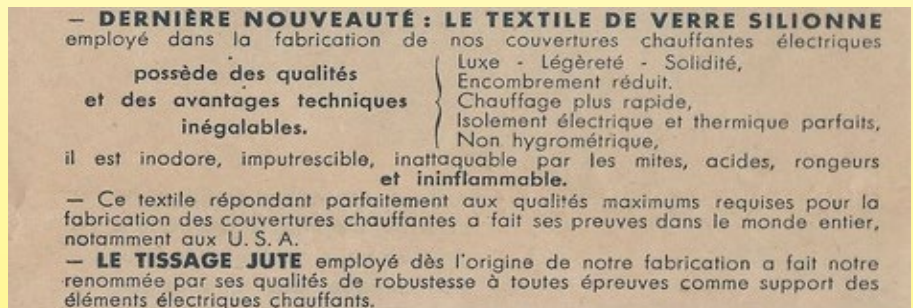 — DERNIÈRE NOUVEAUTÉ : LE TEXTILE DE VERRE SILIONNE
employé dans la fabrication de nos couvertures chauffantes électriques
possède des qualités
et des avantages techniques
inégalables.
Luxe - Légèreté - Solidité,
Encombrement réduit.
Chauffage plus rapide,
Isolement électrique et thermique parfaits,
Non hygrométrique,
il est inodore, imputrescible, inattaquable par les mites, acides, rongeurs
et ininflammable.
— Ce textile répondant parfaitement aux qualités maximums requises pour la
fabrication des couvertures chauffantes a fait ses preuves dans le monde entier,
notamment aux U. S. A.
— LE TISSAGE JUTE employé dès l'origine de notre fabrication a fait notre
renommée par ses qualités de robustesse à toutes épreuves comme support des
éléments électriques chauffants.